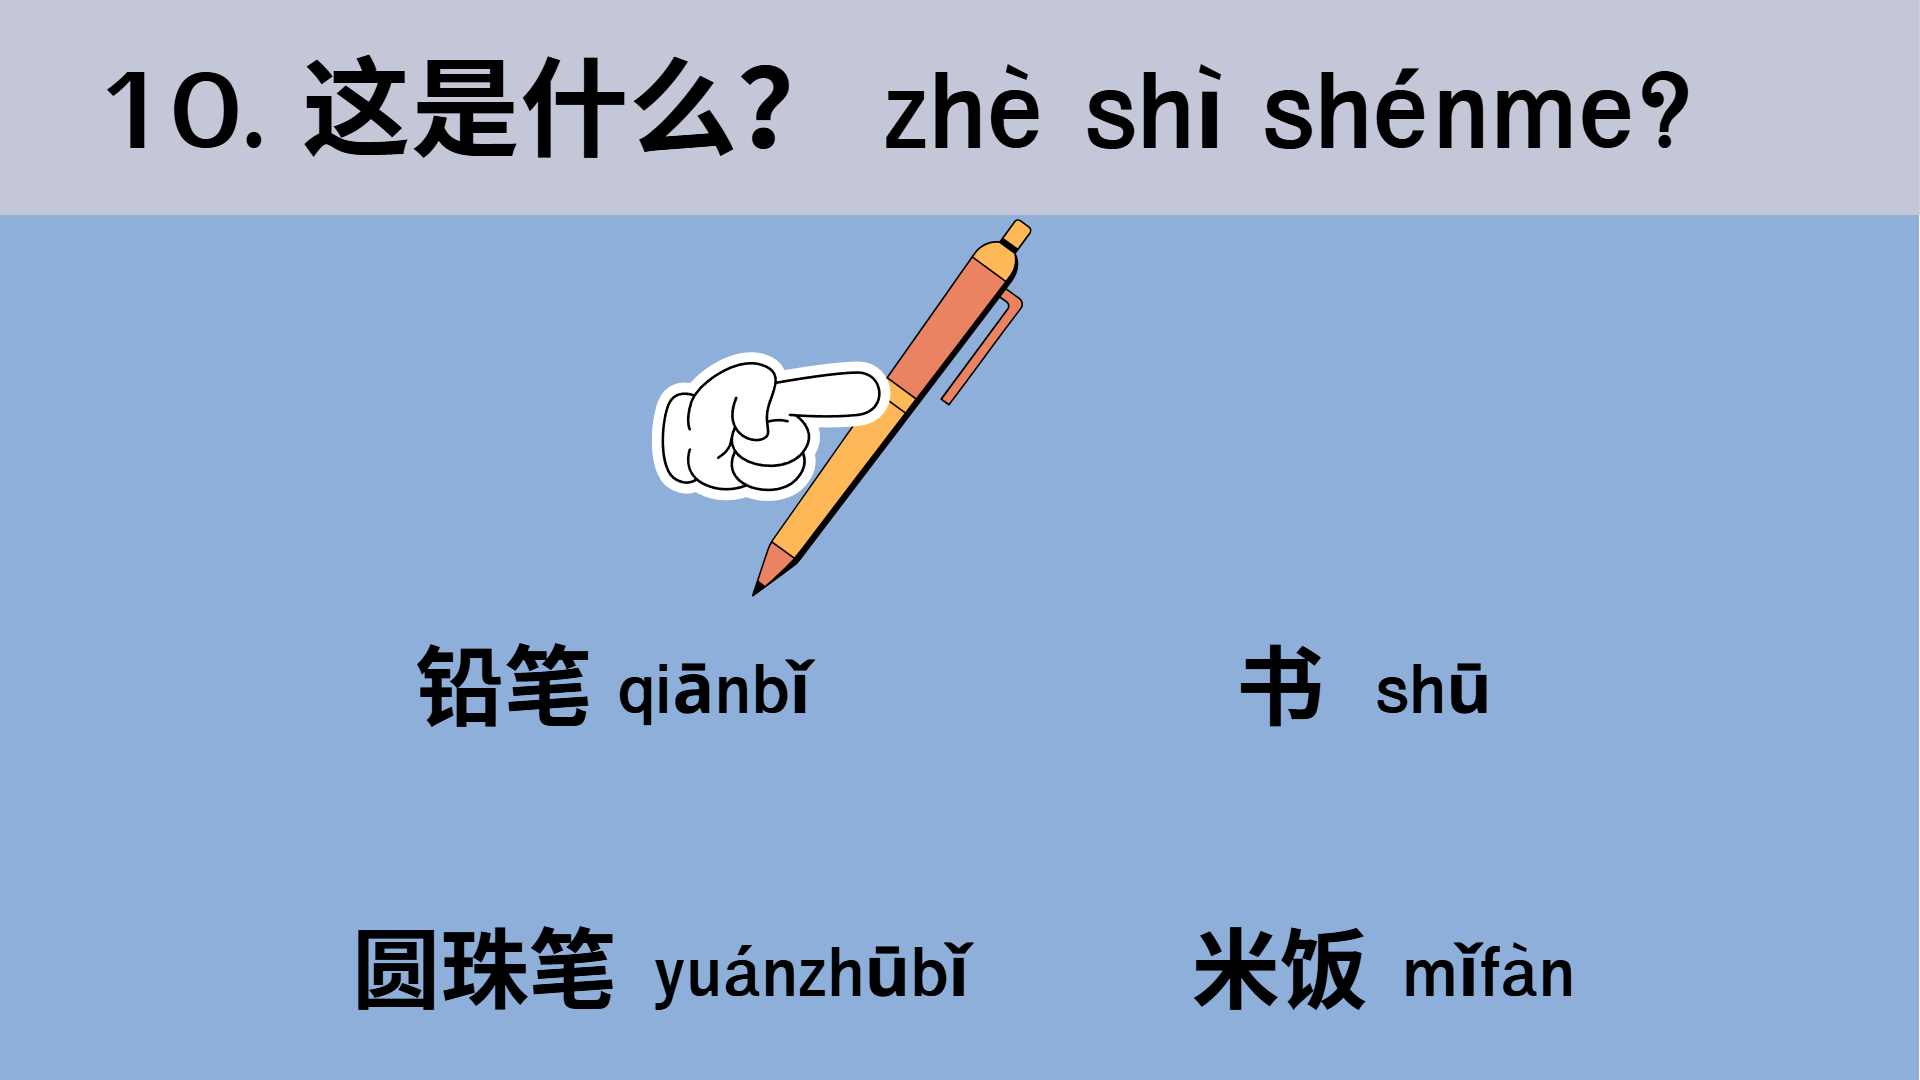 10. 这是什么? zhè shì shénme?
铅笔 qiānbǐ
书 shū
圆珠笔 yuánzhūbǐ
米饭 mǐfàn